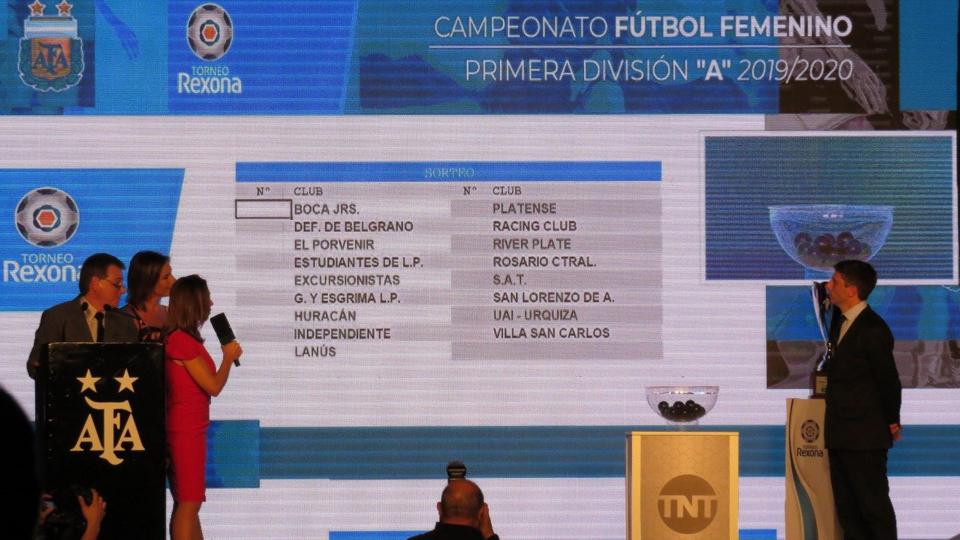 CAMPEONATO FÚTBOL FEMENINO
PRIMERA DIVISIÓN "A" 2019/2020
AFA
TORNEO
Rexona
SORTEO
N° CLUB N° CLUB
BOCA JRS. PLATENSE
DEF. DE BELGRANO RACING CLUB
EL PORVENIR RIVER PLATE
ESTUDIANTES DE L.P. ROSARIO CTRAL.
EXCURSIONISTAS S.A.T.
G. Y ESGRIMA L.P. SAN LORENZO DE A.
HURACÁN UAI - URQUIZA
INDEPENDIENTE VILLA SAN CARLOS
LANÚS
TORNEO
Rexona
AFA
TNT
TORNEO
Rexona